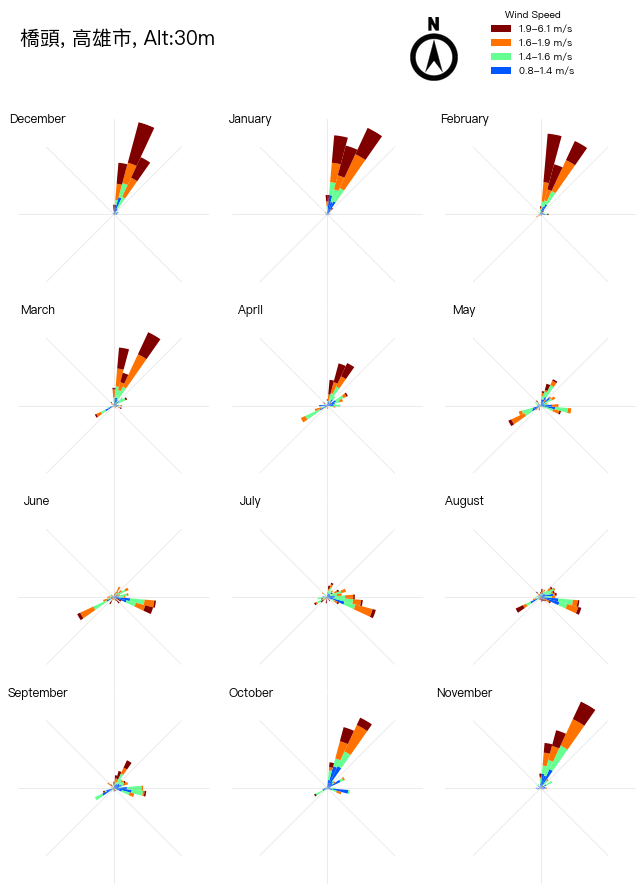 橋頭, 高雄市, Alt:30m
N
Wind Speed
1.9–6.1 m/s
1.6–1.9 m/s
1.4–1.6 m/s
0.8–1.4 m/s
December
January
February
March
April
May
June
July
August
September
October
November